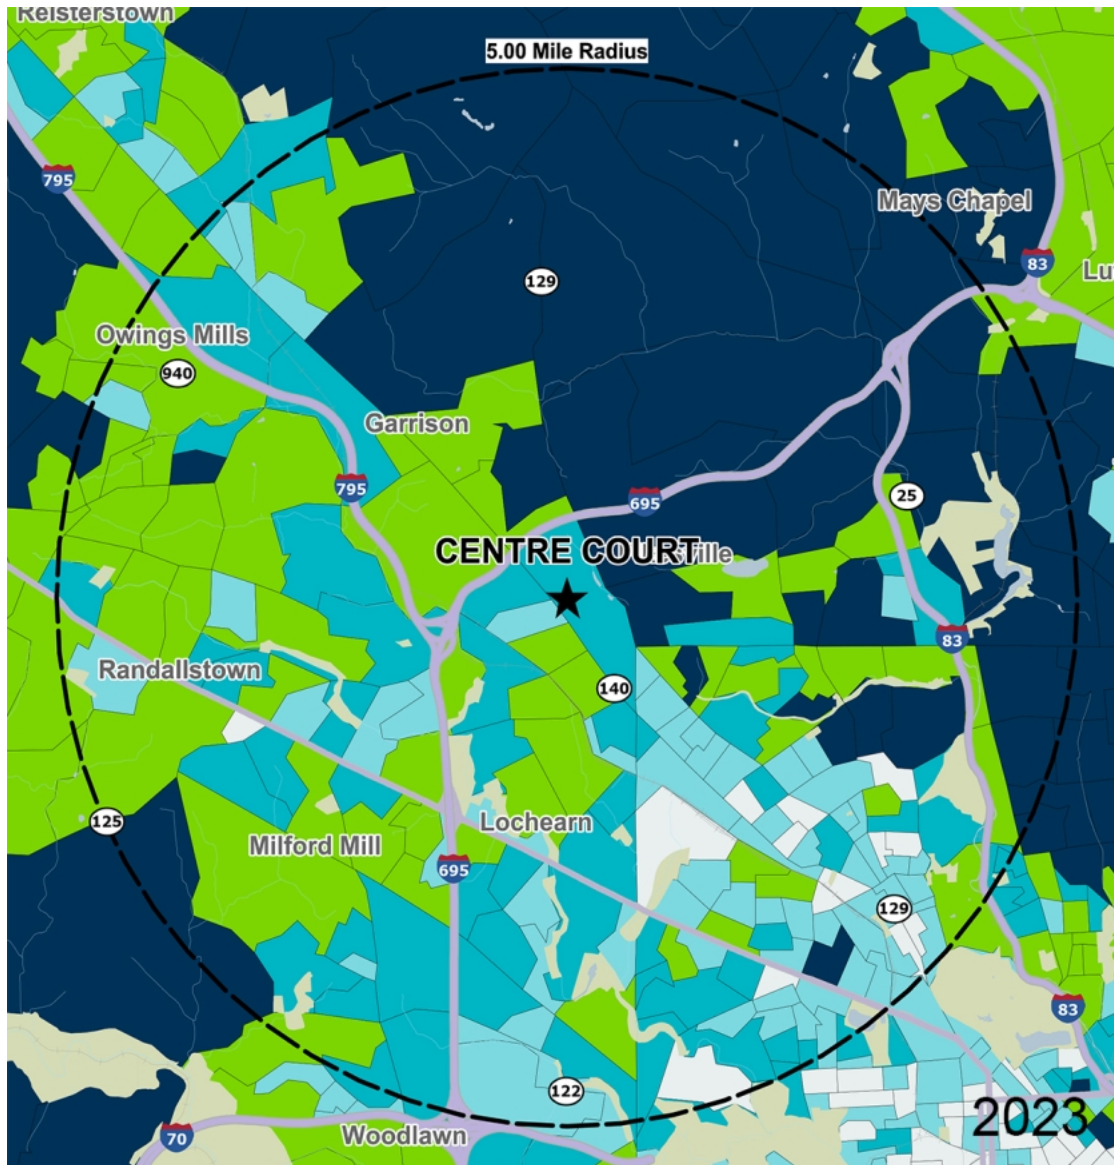 Reisterstown
5.00 Mile Radius
795
Mays Chapel
83
129
Owings Mills
940
Garrison
795
695
25
CENTRE COURT
83
Randallstown
140
125
Lochearn
Milford Mill
695
129
83
122
2023
70
Woodlawn